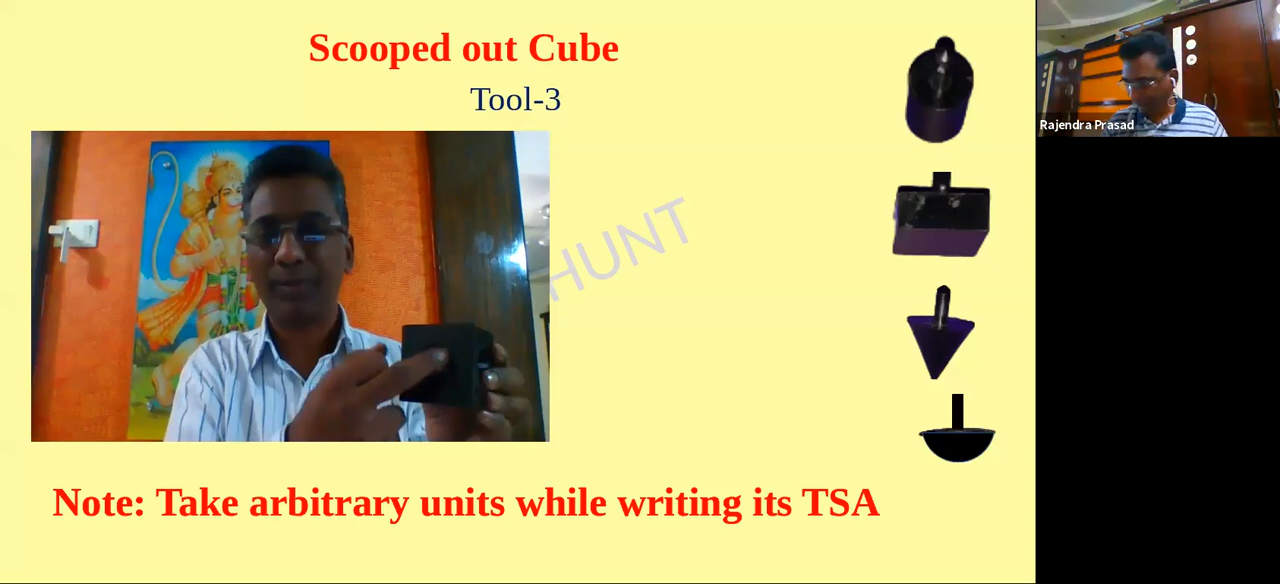 Scooped out Cube
Tool-3
Rajendra Prasad
HUNT
Note: Take arbitrary units while writing its TSA